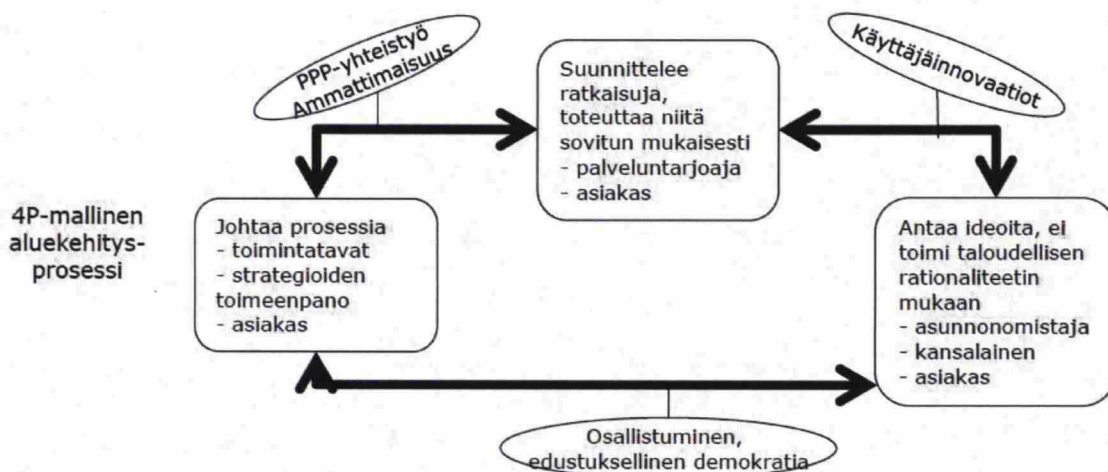 PPP-yhteistyö
Ammattimaisuus
Suunnittelee
ratkaisuja,
toteuttaa niitä
sovitun mukaisesti
- palveluntarjoaja
- asiakas
Käyttäjäinnovaatiot
4P-mallinen
aluekehitys-
prosessi
Johtaa prosessia
- toimintatavat
- strategioiden
toimeenpano
- asiakas
Antaa ideoita, ei
toimi taloudellisen
rationaliteetin
mukaan
- asunnonomistaja
- kansalainen
- asiakas
Osallistuminen,
edustuksellinen demokratia